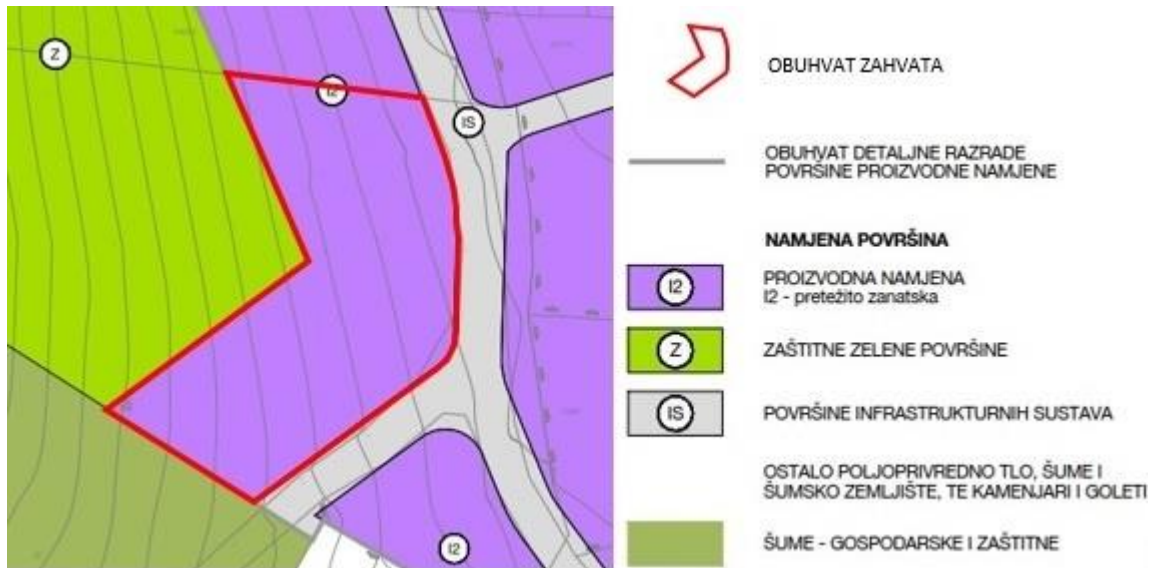 Z
I2
IS
I2
OBUHVAT ZAHVATA
OBUHVAT DETALJNE RAZRADE
POVRŠINE PROIZVODNE NAMJENE
NAMJENA POVRŠINA
I2
PROIZVODNA NAMJENA
I2 - pretežito zanatska
Z
ZAŠTITNE ZELENE POVRŠINE
IS
POVRŠINE INFRASTRUKTURNIH SUSTAVA
OSTALO POLJOPRIVREDNO TLO, ŠUME I
ŠUMSKO ZEMLJIŠTE, TE KAMENJARI I GOLETI
ŠUME - GOSPODARSKE I ZAŠTITNE